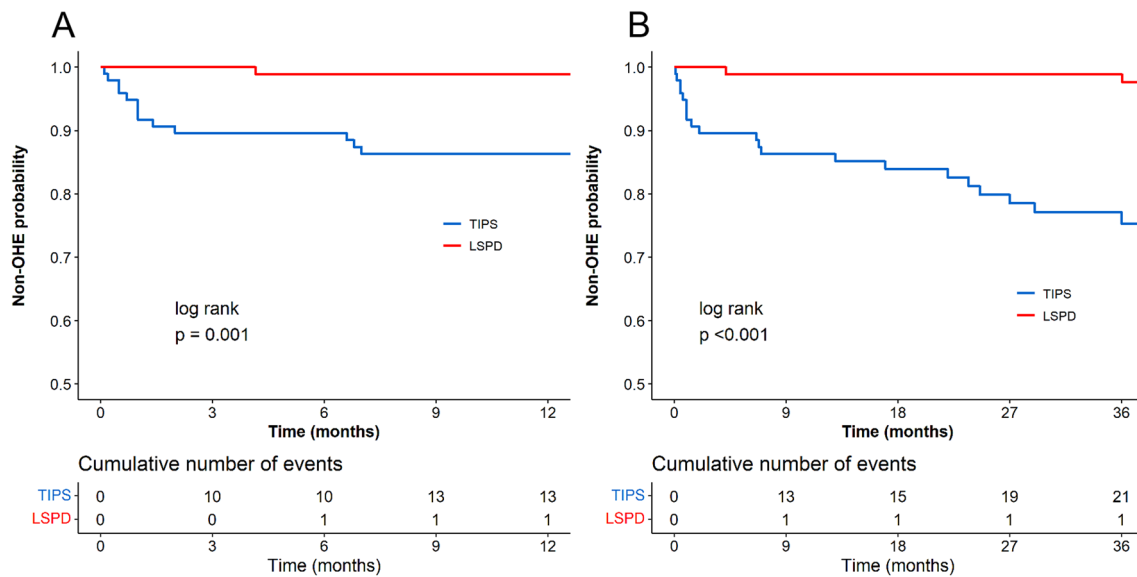 A
Non-OHE probability
1.0
0.9
0.8
0.7
0.6
0.5
TIPS
LSPD
log rank
p = 0.001
0 3 6 9 12
Time (months)
Cumulative number of events
TIPS 0 10 10 13 13
LSPD 0 0 1 1 1
0 3 6 9 12
Time (months)
B
Non-OHE probability
1.0
0.9
0.8
0.7
0.6
0.5
TIPS
LSPD
log rank
p <0.001
0 9 18 27 36
Time (months)
Cumulative number of events
TIPS 0 13 15 19 21
LSPD 0 1 1 1 1
0 9 18 27 36
Time (months)